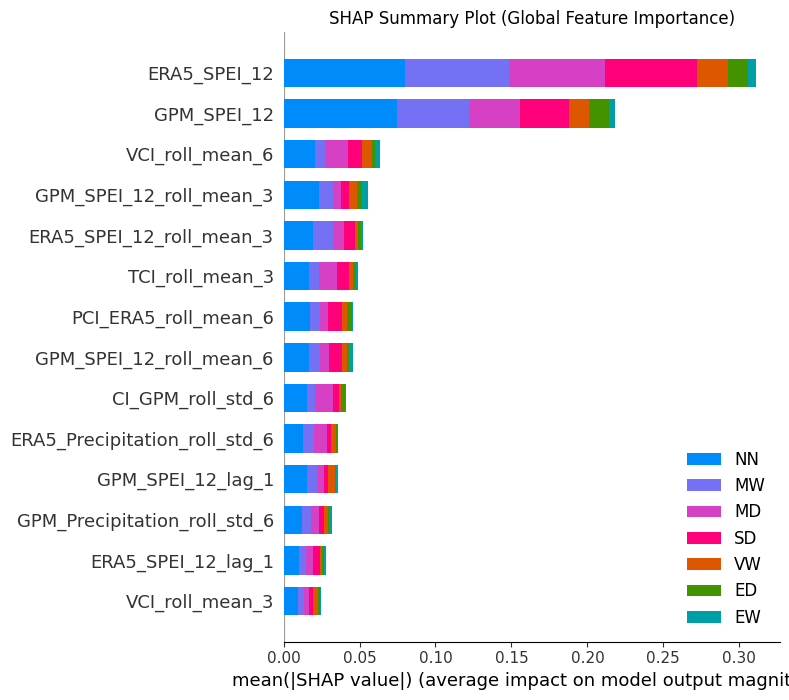 SHAP Summary Plot (Global Feature Importance)
ERA5_SPEI_12
GPM_SPEI_12
VCI_roll_mean_6
GPM_SPEI_12_roll_mean_3
ERA5_SPEI_12_roll_mean_3
TCI_roll_mean_3
PCI_ERA5_roll_mean_6
GPM_SPEI_12_roll_mean_6
CI_GPM_roll_std_6
ERA5_Precipitation_roll_std_6
GPM_SPEI_12_lag_1
GPM_Precipitation_roll_std_6
ERA5_SPEI_12_lag_1
VCI_roll_mean_3
NN
MW
MD
SD
VW
ED
EW
0.00 0.05 0.10 0.15 0.20 0.25 0.30
mean(|SHAP value|) (average impact on model output magnit